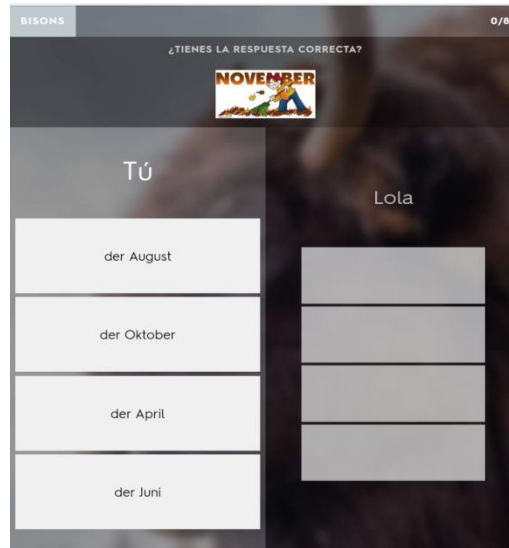 BISONS
0/8
¿TIENES LA RESPUESTA CORRECTA?
NOVEMBER
Tú
der August
der Oktober
der April
der Juni
Lola